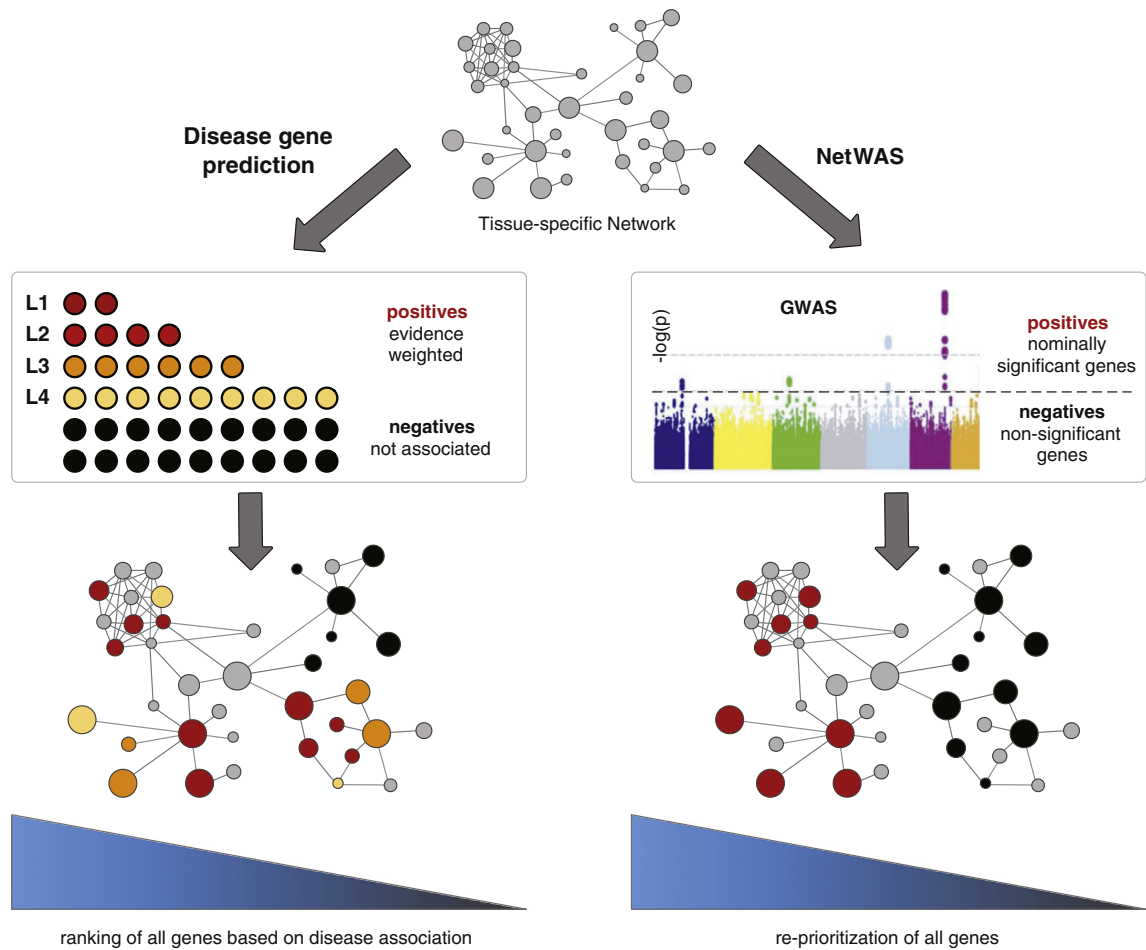 Disease gene
prediction
NetWAS
Tissue-specific Network
L1
L2
L3
L4
positives
evidence
weighted
negatives
not associated
-log(p)
GWAS
positives
nominally
significant genes
negatives
non-significant
genes
ranking of all genes based on disease association
re-prioritization of all genes